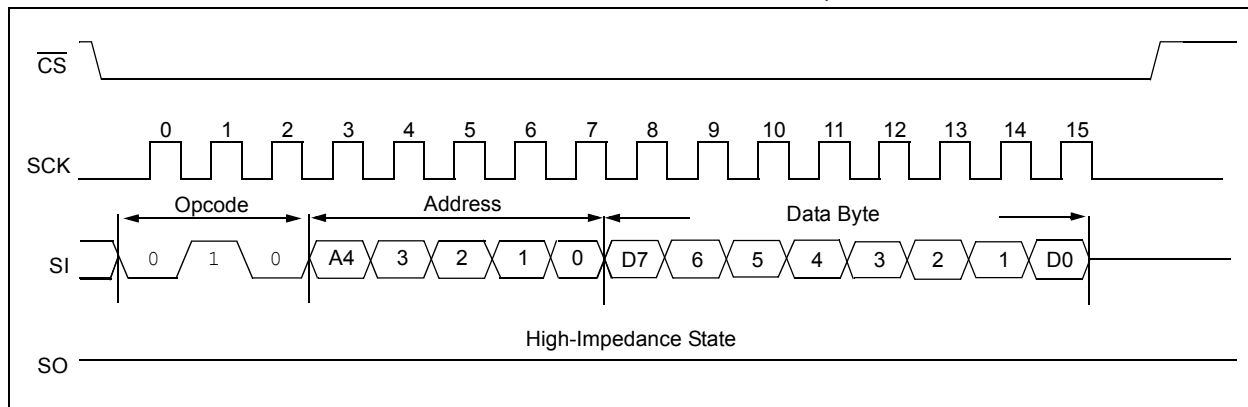 CS
0 1 2 3 4 5 6 7 8 9 10 11 12 13 14 15
SCK
Opcode Address Data Byte
SI 0 1 0 A4 3 2 1 0 D7 6 5 4 3 2 1 D0
High-Impedance State
SO